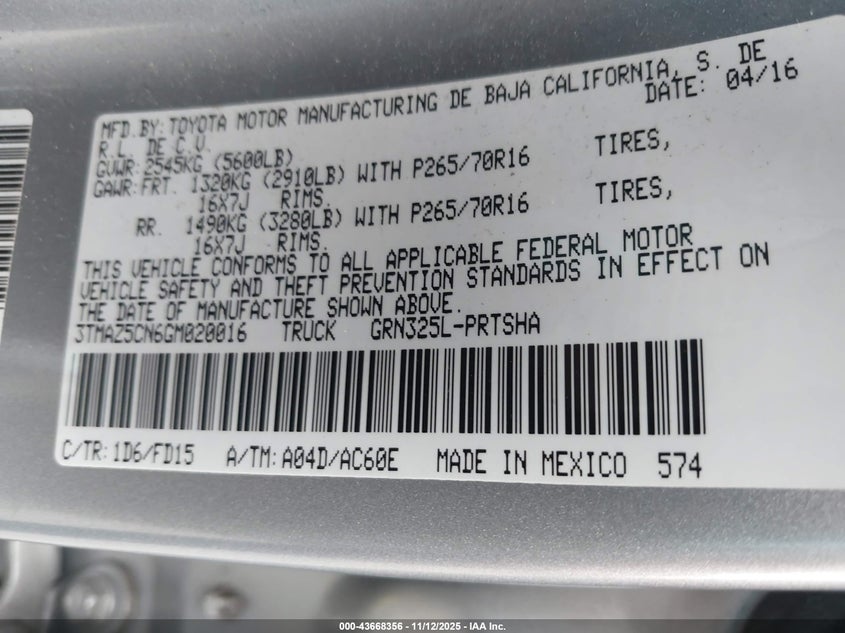 MFD.BY: TOYOTA MOTOR MANUFACTURING DE BAJA CALIFORNIA, S. DE
R.L. DE C.V. DATE: 04/16
GVWR: 2545KG (5600LB)
GAWR: FRT. 1320KG (2910LB) WITH P265/70R16 TIRES,
16X7J RIMS.
RR. 1490KG (3280LB) WITH P265/70R16 TIRES,
16X7J RIMS.
THIS VEHICLE CONFORMS TO ALL APPLICABLE FEDERAL MOTOR
VEHICLE SAFETY AND THEFT PREVENTION STANDARDS IN EFFECT ON
THE DATE OF MANUFACTURE SHOWN ABOVE.
3TMAZ5CN6GM020016 TRUCK GRN325L-PRTSHA
C/TR: 1D6/FD15 A/TM: A04D/AC60E MADE IN MEXICO 574
000-43668356 - 11/12/2025 - IAA Inc.